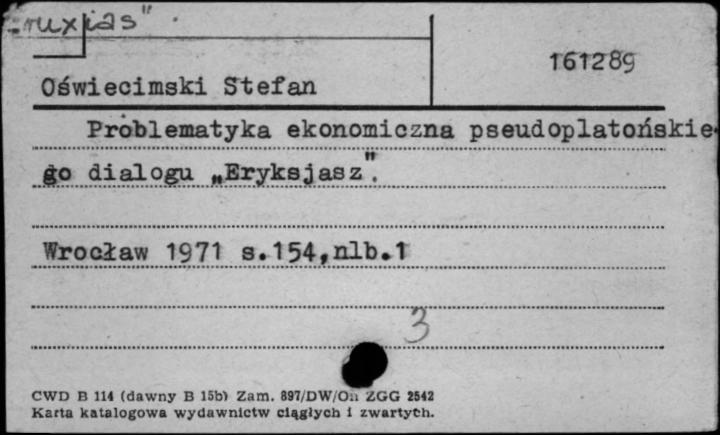 "Eruxias".
161289
Oświecimski Stefan
Problematyka ekonomiczna pseudoplatońskie-
go dialogu „Eryksjasz”.
Wrocław 1971 s.154,nlb.1
3
CWD B 114 (dawny B 15b) Zam. 897/DW/On ZGG 2542
Karta katalogowa wydawnictw ciągłych i zwartych.